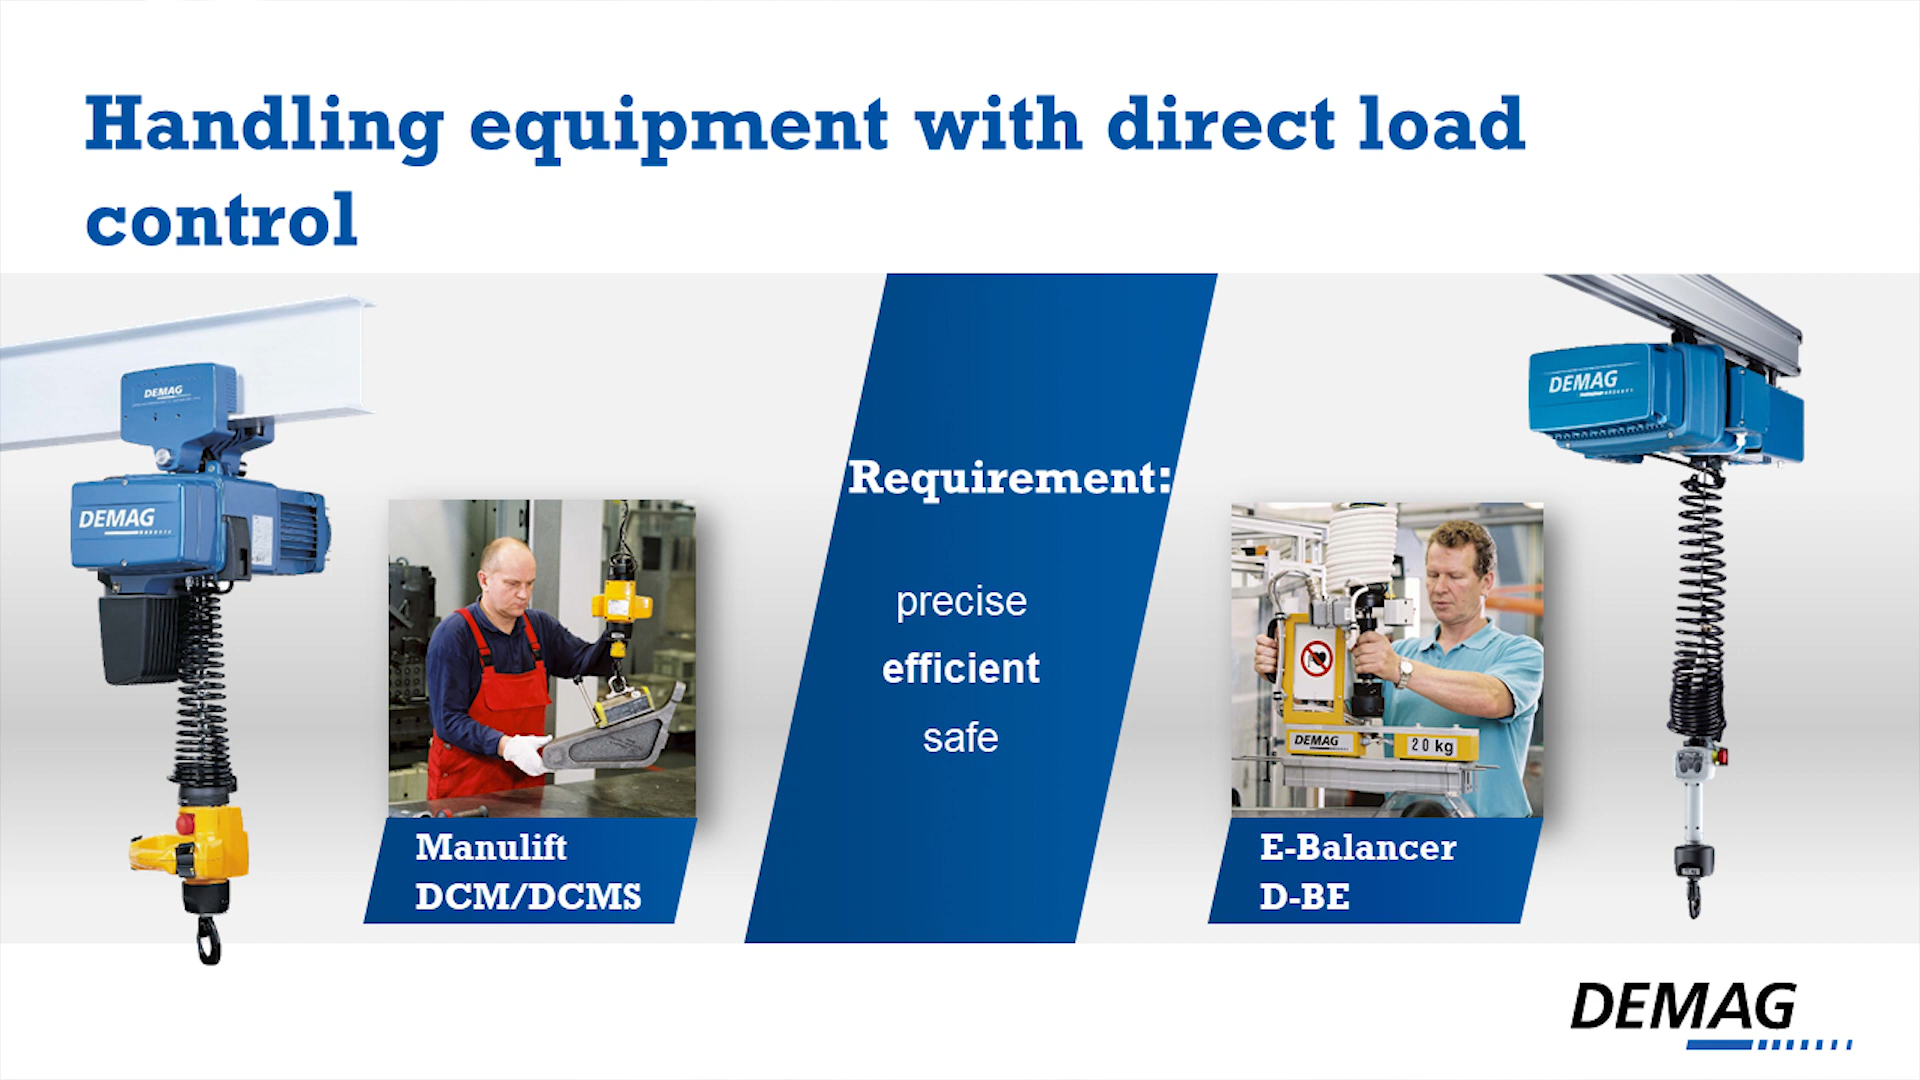 Handling equipment with direct load
control
DEMAG
DEMAG
DEMAG
Requirement:
precise
efficient
safe
DEMAG
20 kg
Manulift
DCM/DCMS
E-Balancer
D-BE
DEMAG